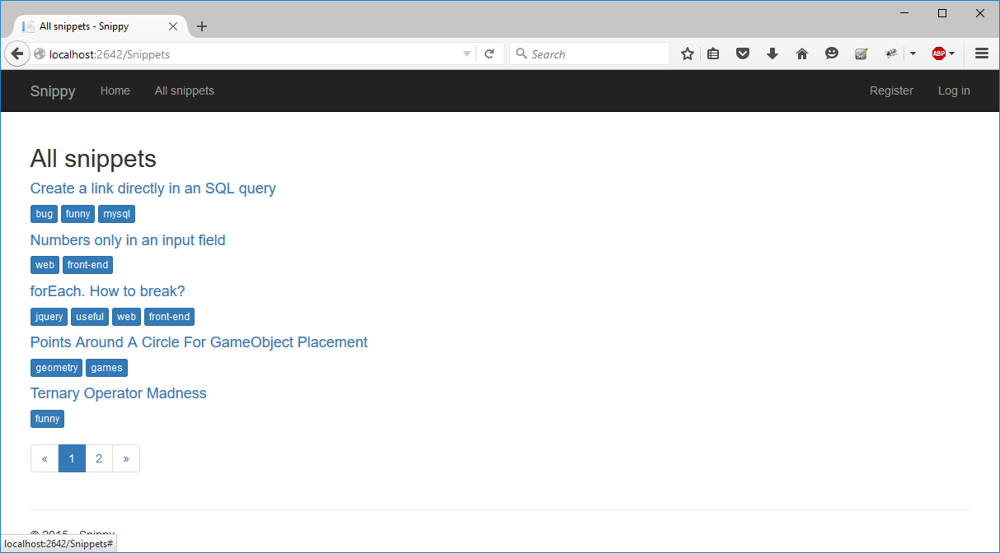 All snippets - Snippy
localhost:2642/Snippets
Search
ABP
Snippy Home All snippets Register Log in
All snippets
Create a link directly in an SQL query
bug funny mysql
Numbers only in an input field
web front-end
forEach. How to break?
jquery useful web front-end
Points Around A Circle For GameObject Placement
geometry games
Ternary Operator Madness
funny
« 1 2 »
© 2015 - Snippy
localhost:2642/Snippets#